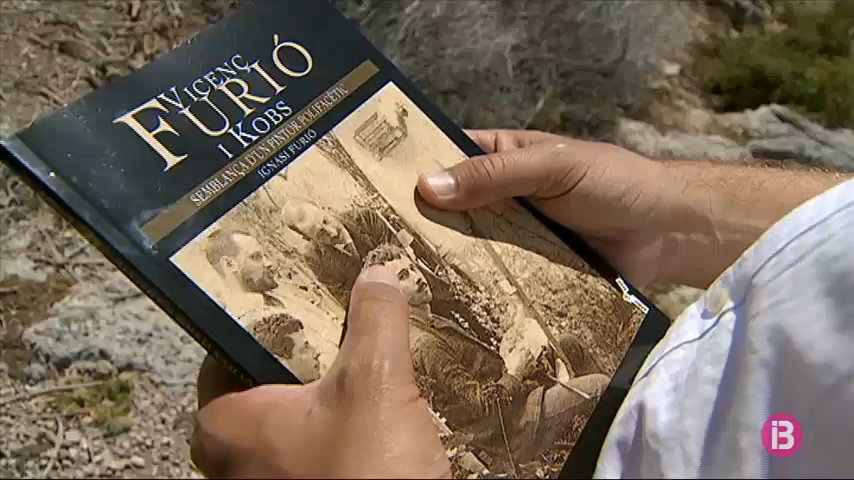 VICENÇ
FURIÓ
I KOBS
SEMBLANÇA D'UN PINTOR POLIFACÈTIC
IGNASI FURIÓ
IB